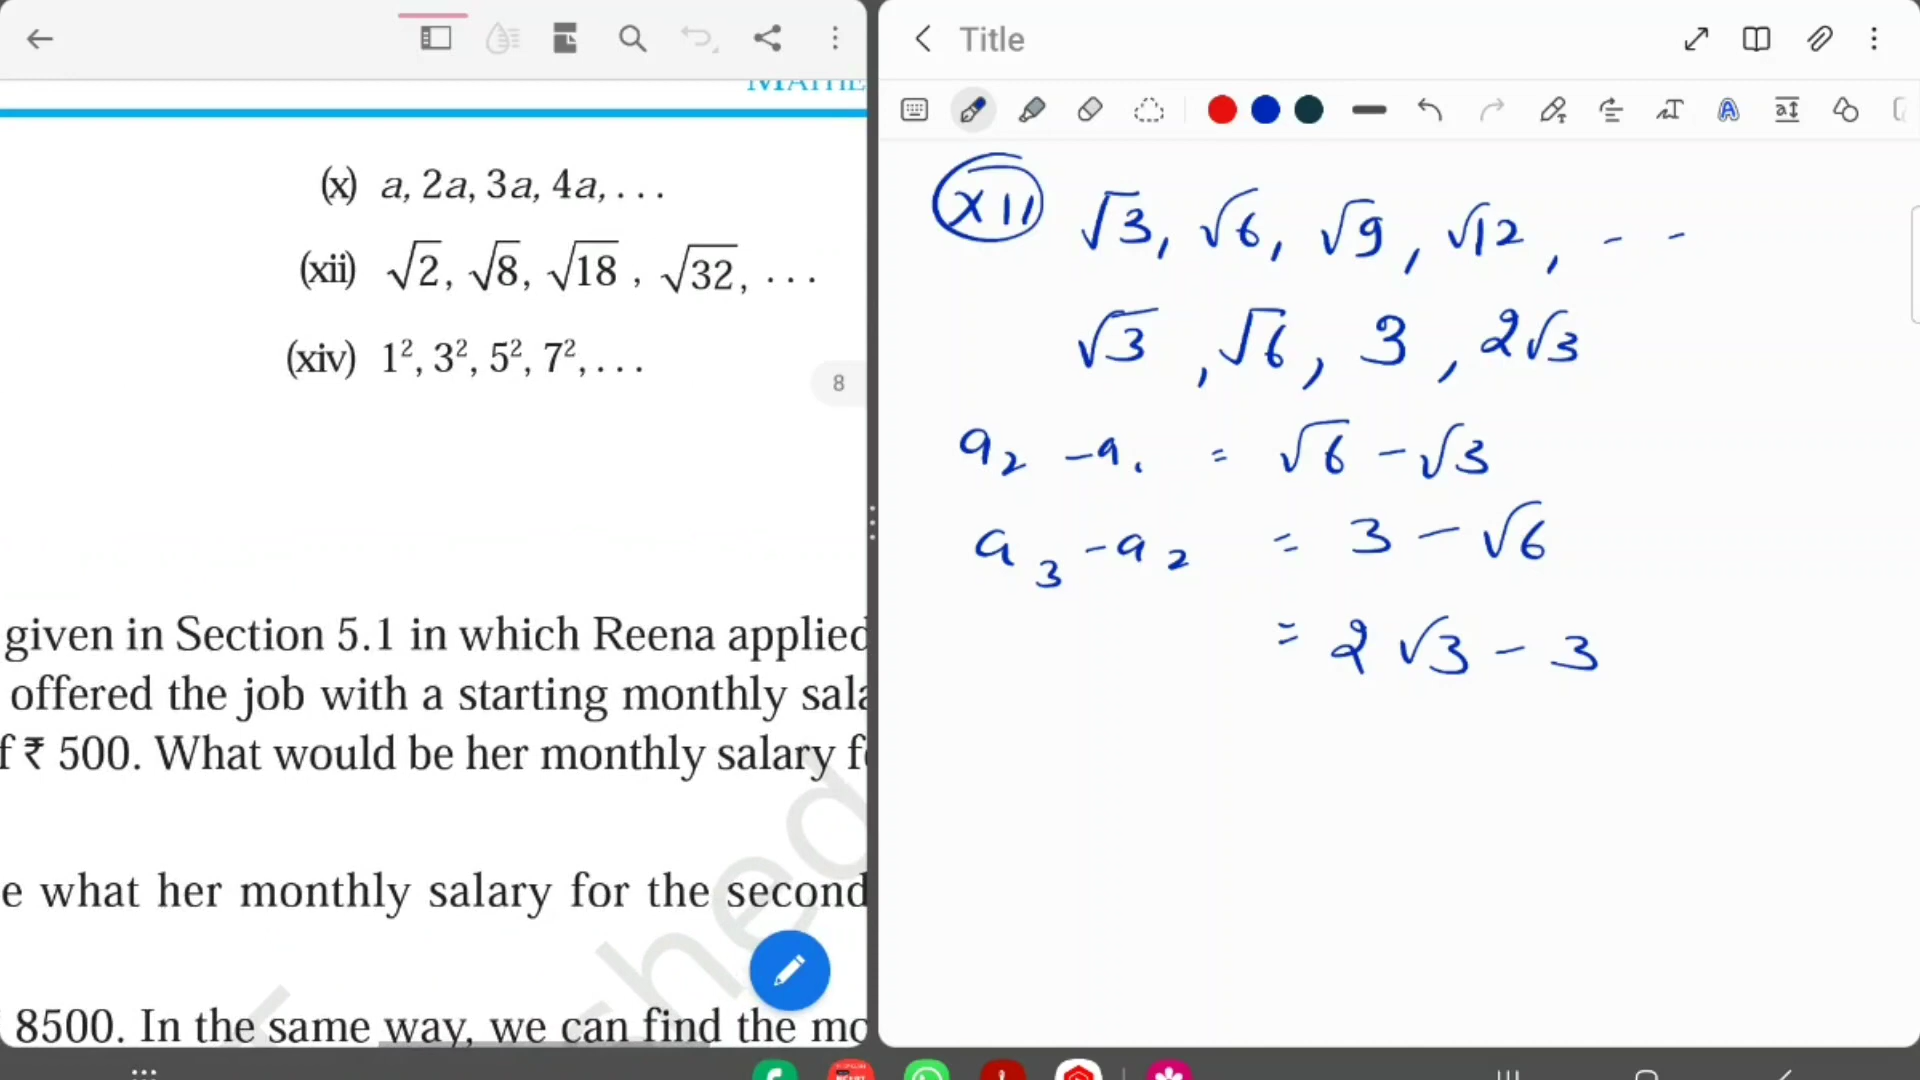 Title
(x) a, 2a, 3a, 4a, . . .
(xii) √2, √8, √18 , √32, . . .
(xiv) 1², 3², 5², 7², . . .
8
given in Section 5.1 in which Reena applied
offered the job with a starting monthly sala
f ₹ 500. What would be her monthly salary f
e what her monthly salary for the second
8500. In the same way, we can find the mo
hed
XII √3, √6, √9, √12, - -
√3, √6, 3, 2√3
a₂ - a₁ = √6 - √3
a₃ - a₂ = 3 - √6
= 2√3 - 3